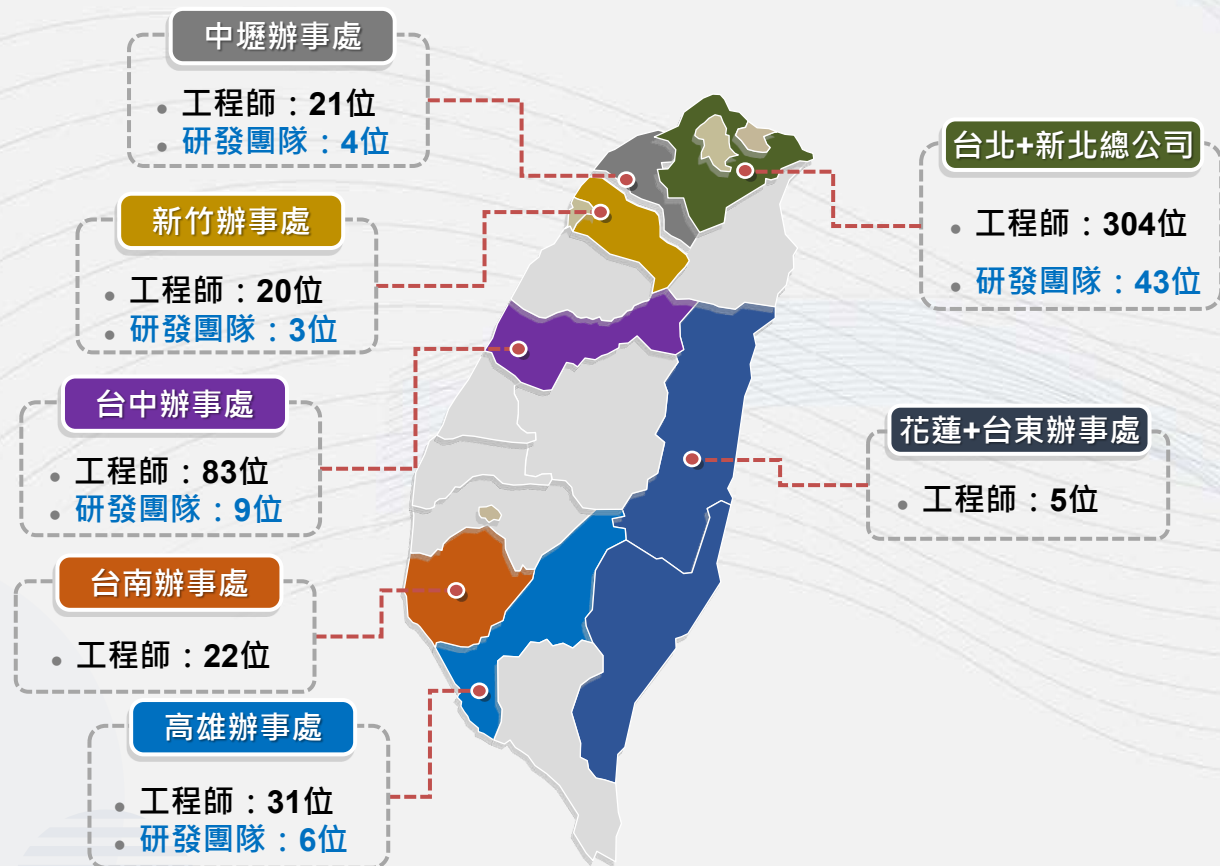 中壢辦事處
工程師：21位
研發團隊：4位
新竹辦事處
工程師：20位
研發團隊：3位
台中辦事處
工程師：83位
研發團隊：9位
台南辦事處
工程師：22位
高雄辦事處
工程師：31位
研發團隊：6位
台北+新北總公司
工程師：304位
研發團隊：43位
花蓮+台東辦事處
工程師：5位